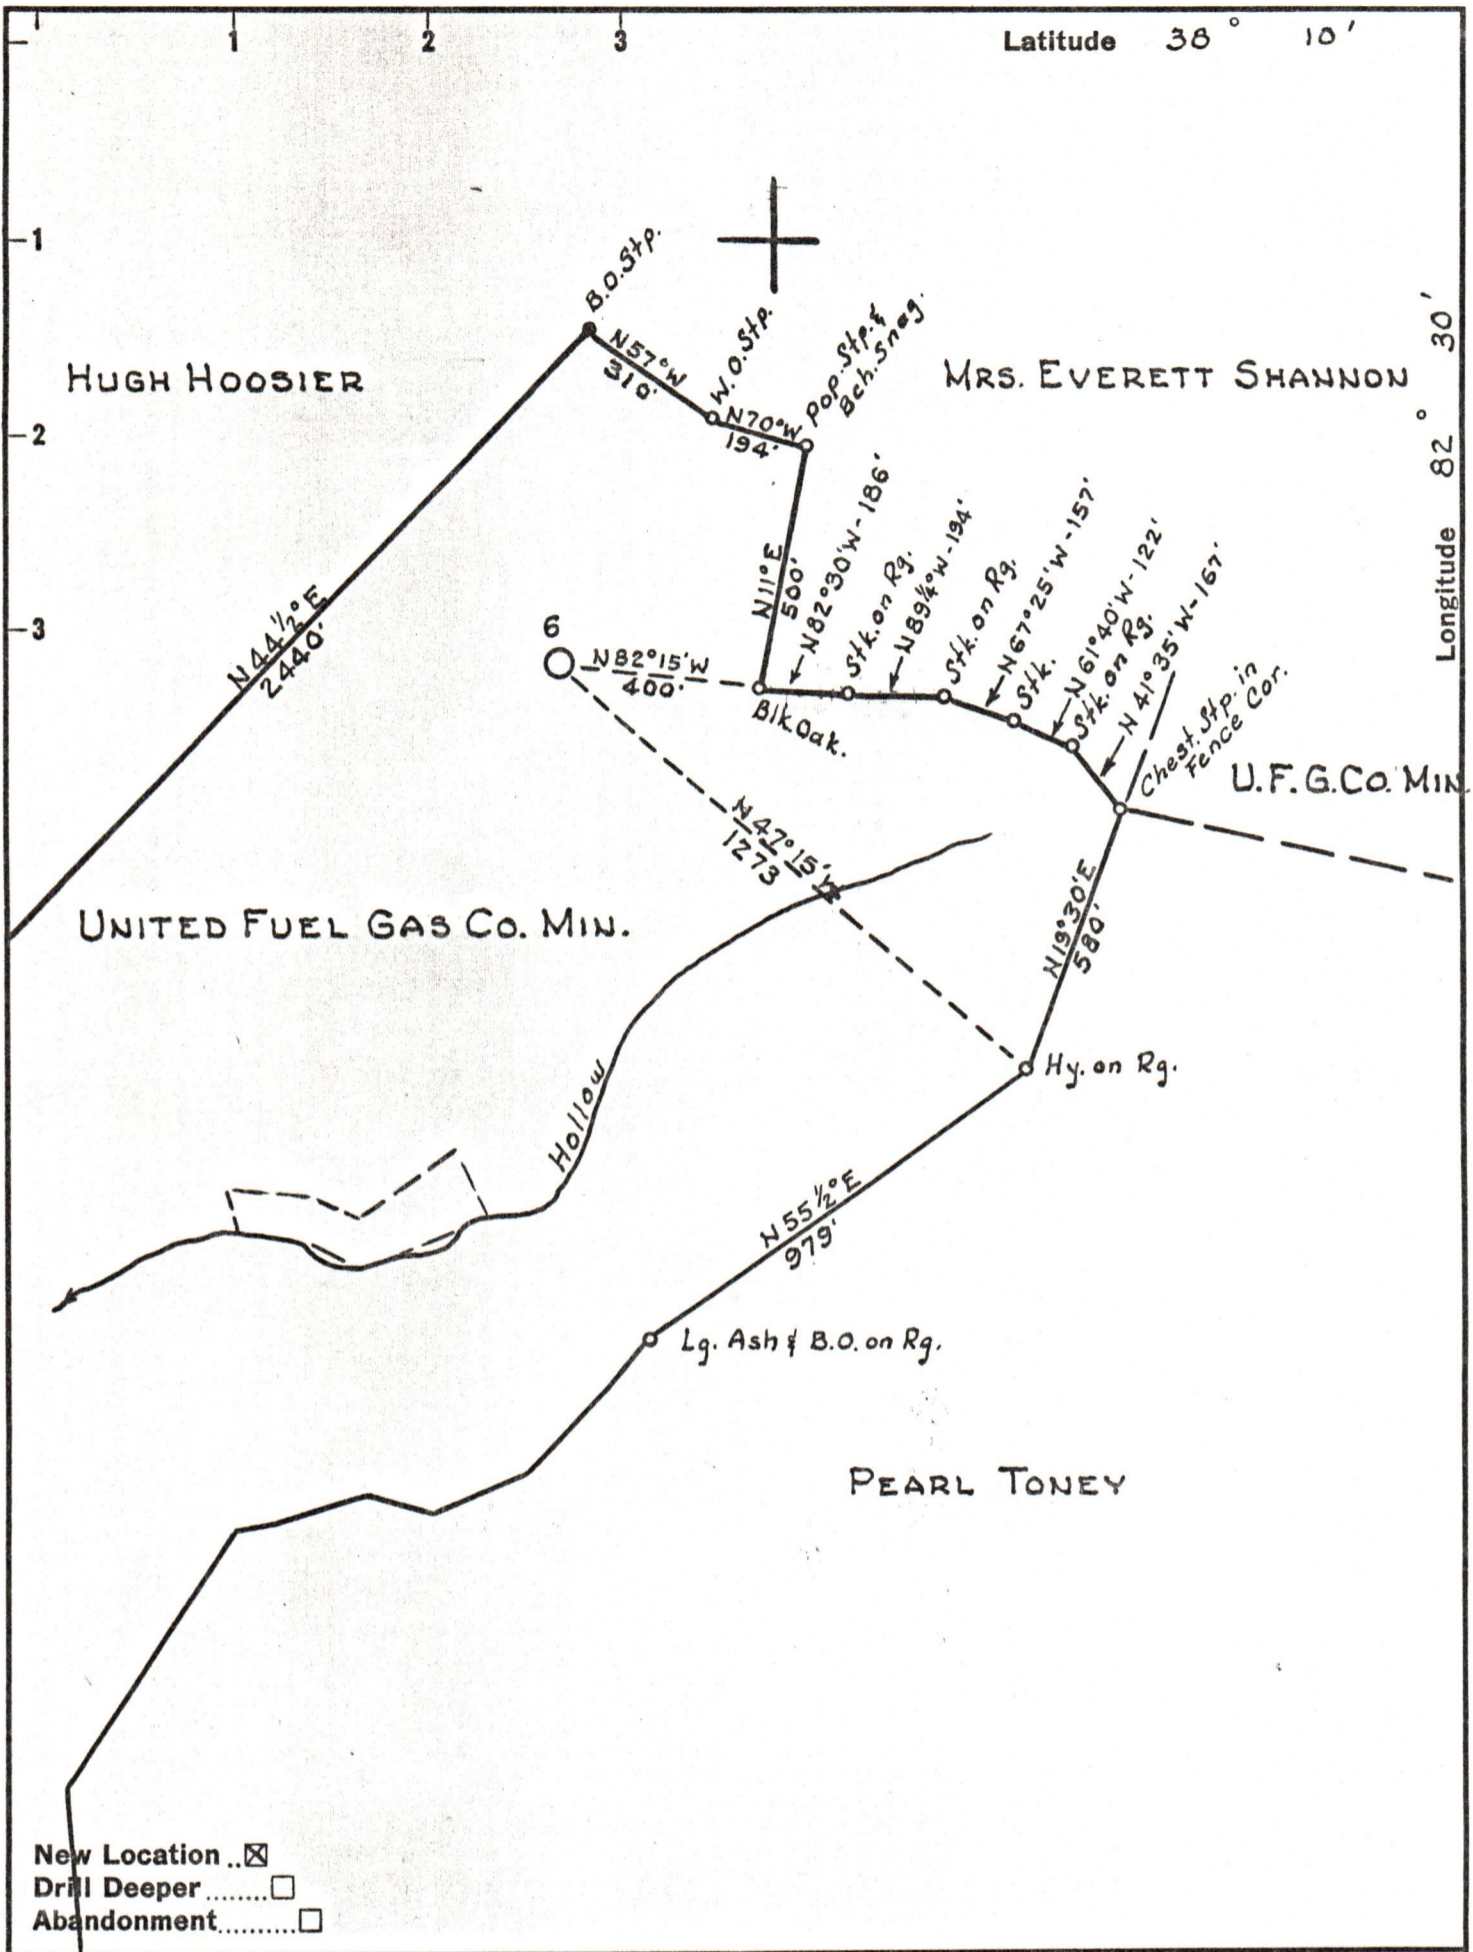 1 2 3
Latitude 38° 10'
1
2
3
Longitude 82° 30'
B.O. Stp.
N57°W
310'
W.O. Stp.
N70°W
194'
Pop. Stp. &
Bch. Snag.
HUGH HOOSIER
MRS. EVERETT SHANNON
N44½°E
2440'
N11°E
500'
N82°30'W-186'
Stk. on Rg.
N89¼°W-194'
Stk. on Rg.
N67°25'W-157'
Stk.
N61°40'W-122'
Stk. on Rg.
N41°35'W-167'
Chest. Stp. in
Fence Cor.
6
N82°15'W
400'
Blk Oak.
U.F.G.CO. MIN.
N47°15'W
1273
UNITED FUEL GAS CO. MIN.
N19°30'E
580'
Hy. on Rg.
Hollow
N55½°E
979'
Lg. Ash & B.O. on Rg.
PEARL TONEY
New Location..☒
Drill Deeper........☐
Abandonment..........☐